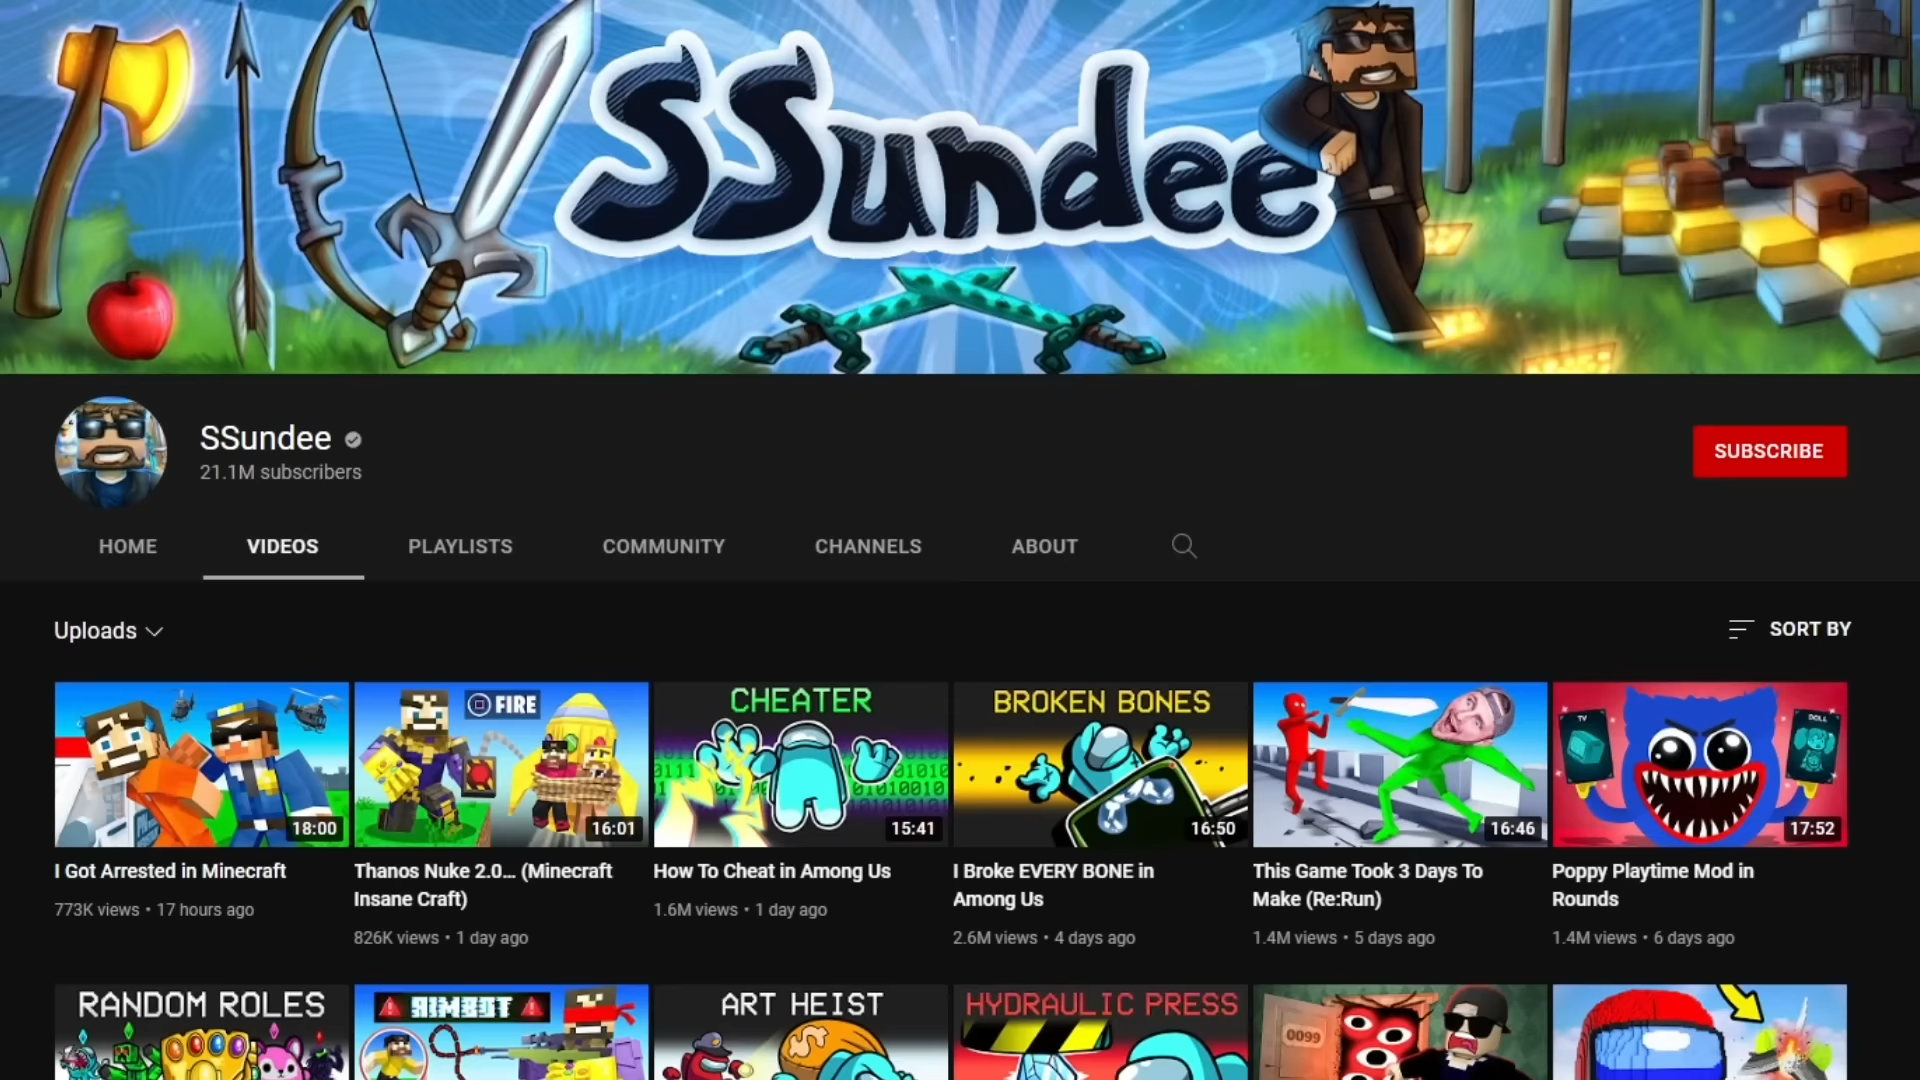 SSundee
SSundee
21.1M subscribers
SUBSCRIBE
HOME
VIDEOS
PLAYLISTS
COMMUNITY
CHANNELS
ABOUT
Uploads
SORT BY
18:00
FIRE
16:01
CHEATER
15:41
BROKEN BONES
16:50
16:46
TV
DOLL
17:52
I Got Arrested in Minecraft
773K views • 17 hours ago
Thanos Nuke 2.0... (Minecraft
Insane Craft)
826K views • 1 day ago
How To Cheat in Among Us
1.6M views • 1 day ago
I Broke EVERY BONE in
Among Us
2.6M views • 4 days ago
This Game Took 3 Days To
Make (Re:Run)
1.4M views • 5 days ago
Poppy Playtime Mod in
Rounds
1.4M views • 6 days ago
RANDOM ROLES
AIMBOT
ART HEIST
HYDRAULIC PRESS
0099